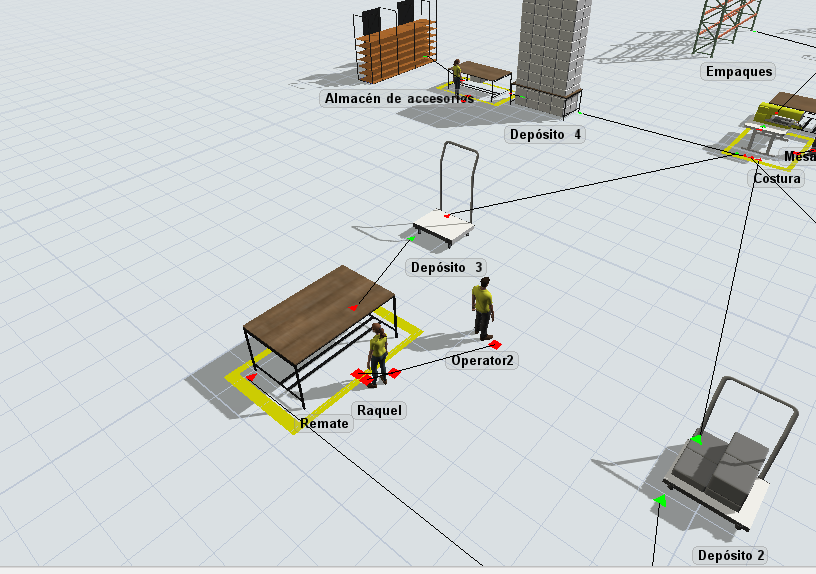 Empaques
Almacén de accesorios
Depósito 4
Costura
Depósito 3
Operator2
Raquel
Remate
Depósito 2